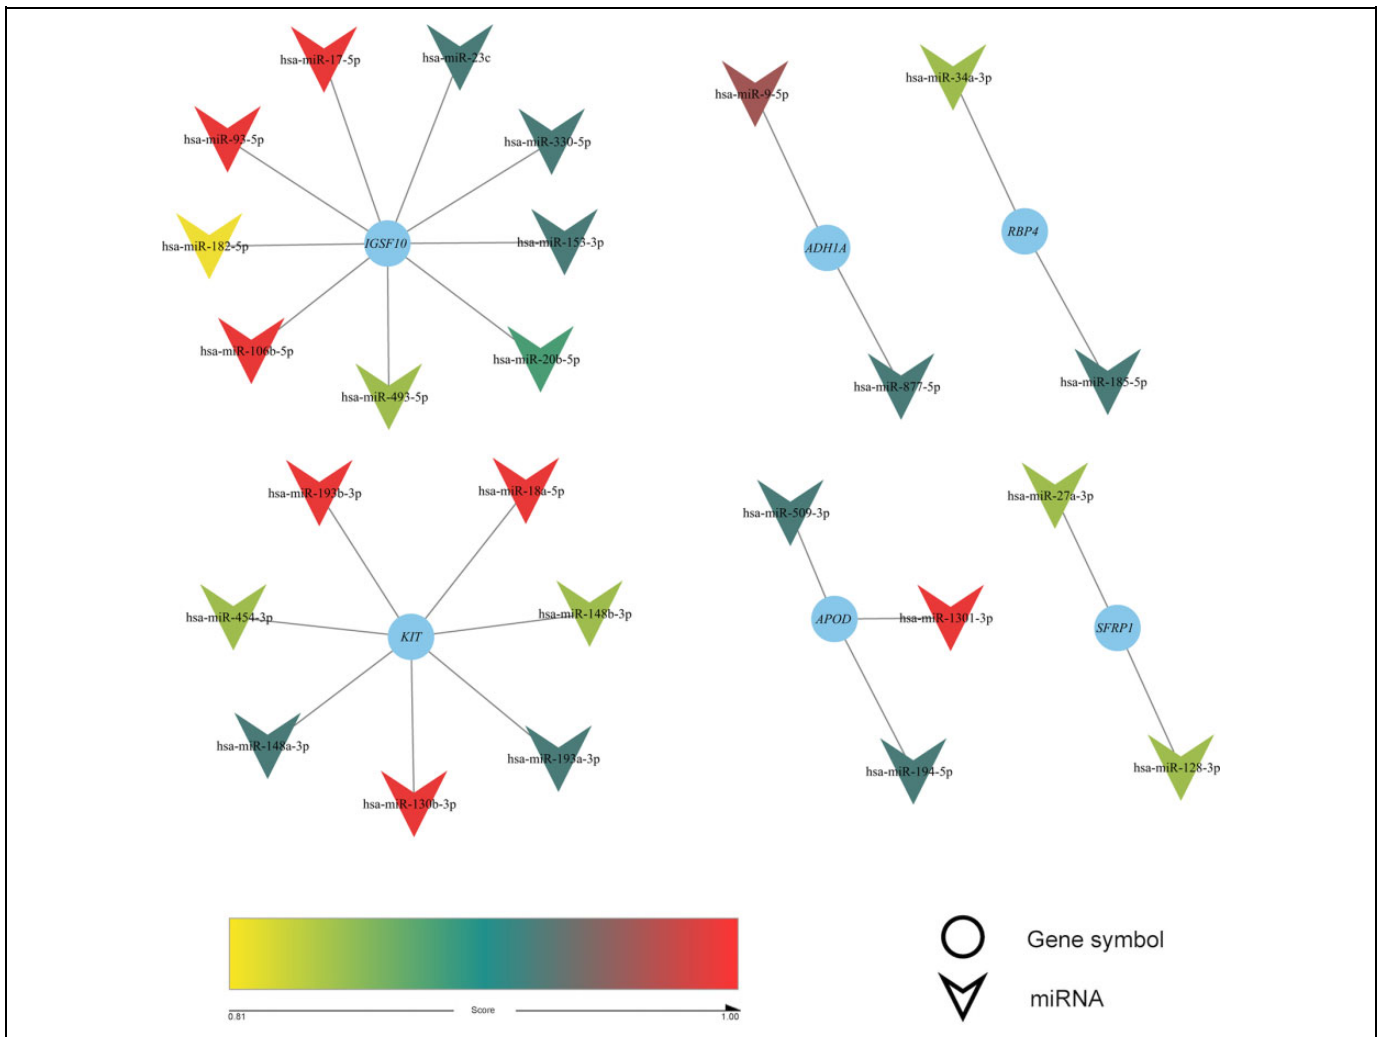 hsa-miR-17-5p
hsa-miR-23c
hsa-miR-93-5p
hsa-miR-330-5p
hsa-miR-182-5p
IGSF10
hsa-miR-153-3p
hsa-miR-106b-5p
hsa-miR-20b-5p
hsa-miR-493-5p
hsa-miR-9-5p
ADH1A
hsa-miR-877-5p
hsa-miR-34a-3p
RBP4
hsa-miR-185-5p
hsa-miR-193b-3p
hsa-miR-18a-5p
hsa-miR-454-3p
hsa-miR-148b-3p
KIT
hsa-miR-148a-3p
hsa-miR-193a-3p
hsa-miR-130b-3p
hsa-miR-509-3p
APOD
hsa-miR-1301-3p
hsa-miR-194-5p
hsa-miR-27a-3p
SFRP1
hsa-miR-128-3p
0.81
Score
1.00
Gene symbol
miRNA